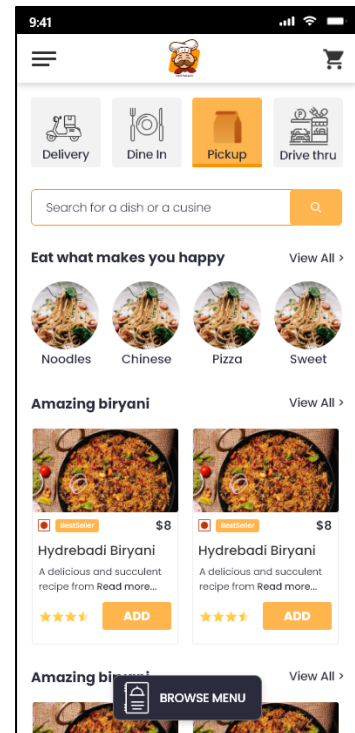 9:41
Delivery
Dine In
Pickup
Drive thru
Search for a dish or a cusine
Eat what makes you happy
View All >
Noodles
Chinese
Pizza
Sweet
Amazing biryani
View All >
BestSeller
$8
BestSeller
$8
Hydrebadi Biryani
Hydrebadi Biryani
A delicious and succulent
recipe from Read more...
A delicious and succulent
recipe from Read more...
ADD
ADD
Amazing bi
View All >
BROWSE MENU